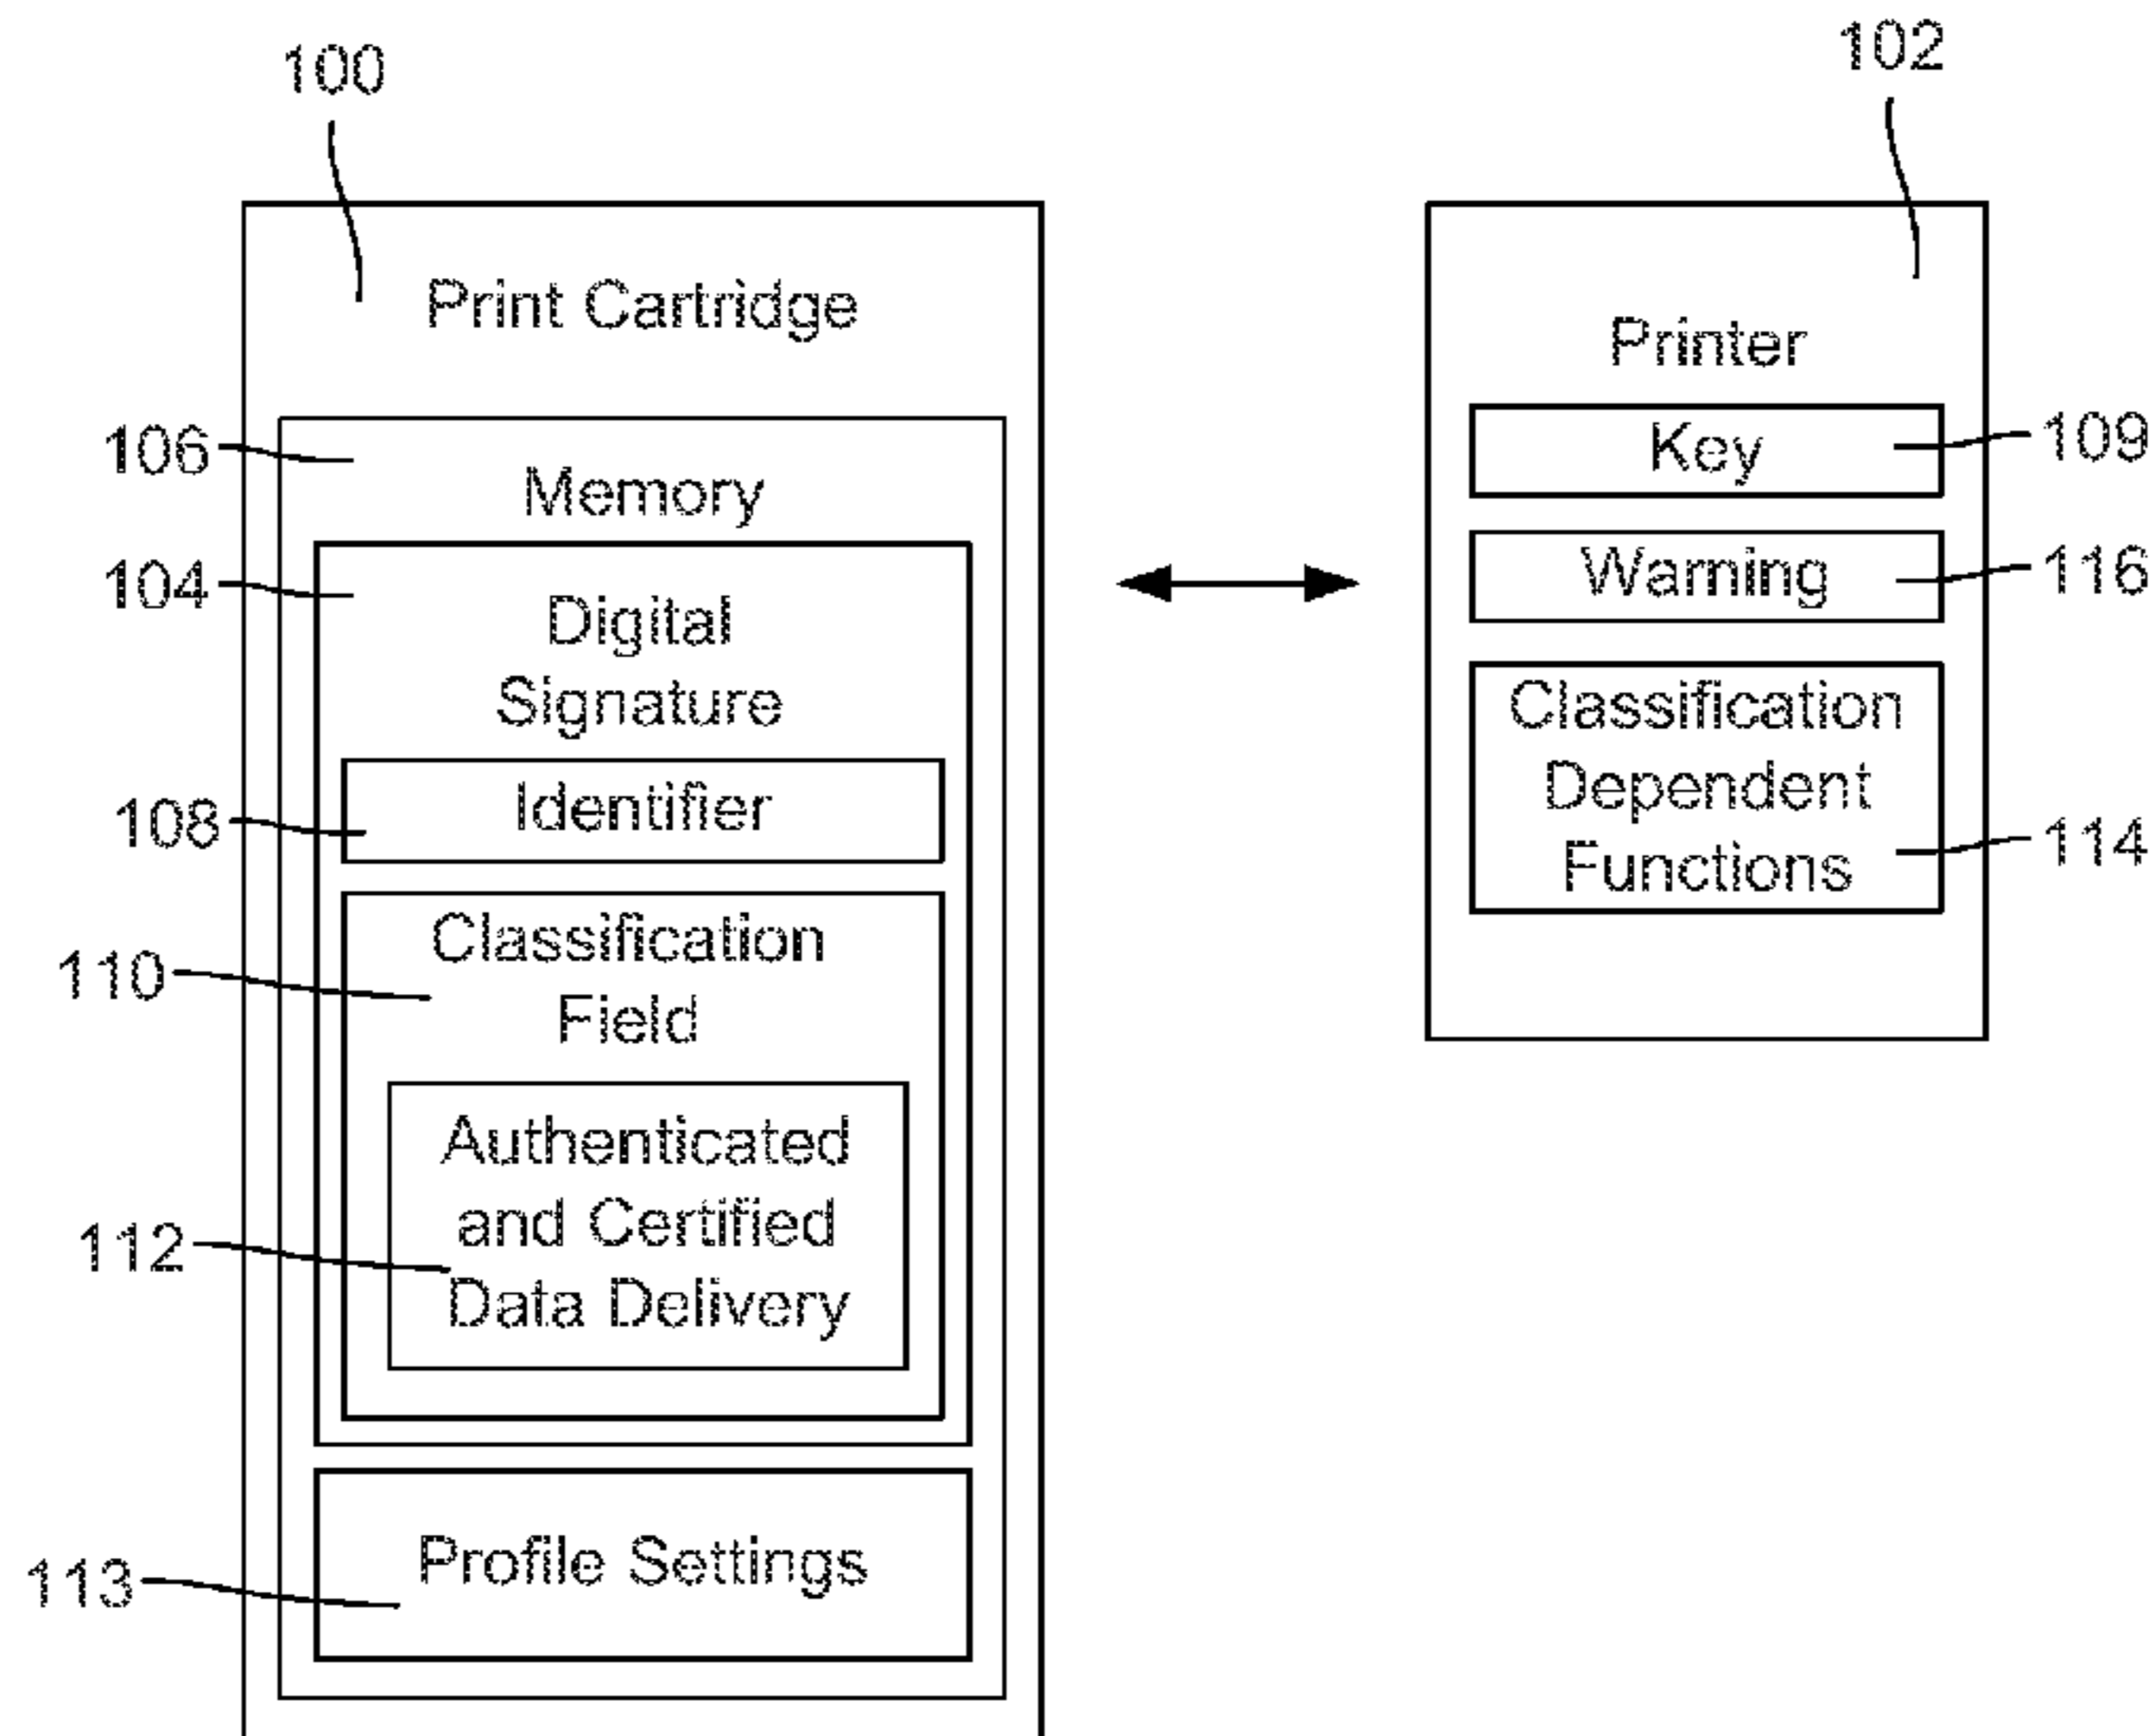 100
102
Print Cartridge
106
Memory
104
Digital
Signature
108
Identifier
110
Classification
Field
112
Authenticated
and Certified
Data Delivery
113
Profile Settings
Printer
Key
109
Warning
116
Classification
Dependent
Functions
114